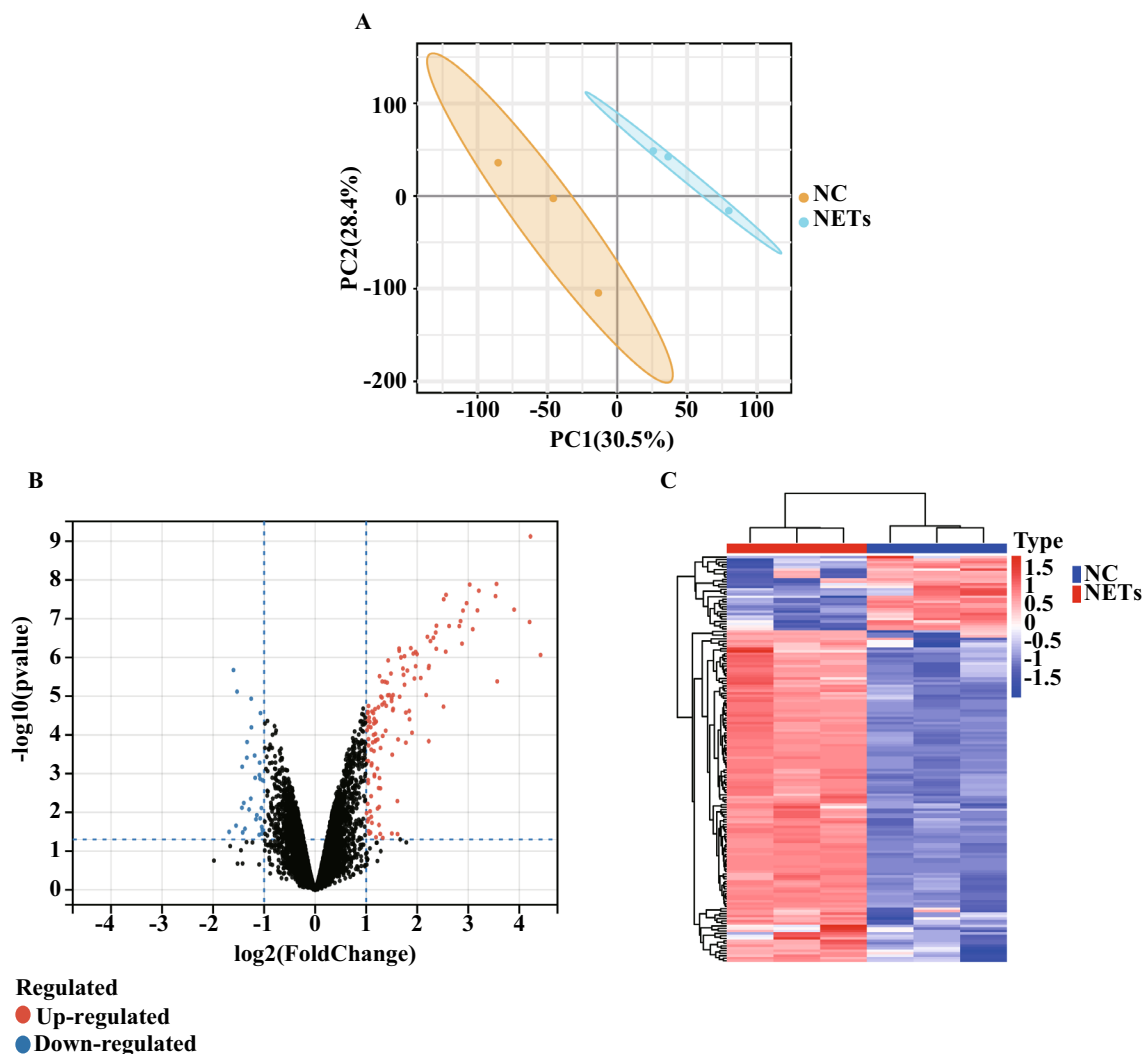 A
100
0
-100
-200
-100
-50
0
50
100
PC2(28.4%)
PC1(30.5%)
NC
NETs
B
9
8
7
6
5
4
3
2
1
0
-4
-3
-2
-1
0
1
2
3
4
-log10(pvalue)
log2(FoldChange)
Regulated
Up-regulated
Down-regulated
C
Type
1.5
1
0.5
0
-0.5
-1
-1.5
NC
NETs